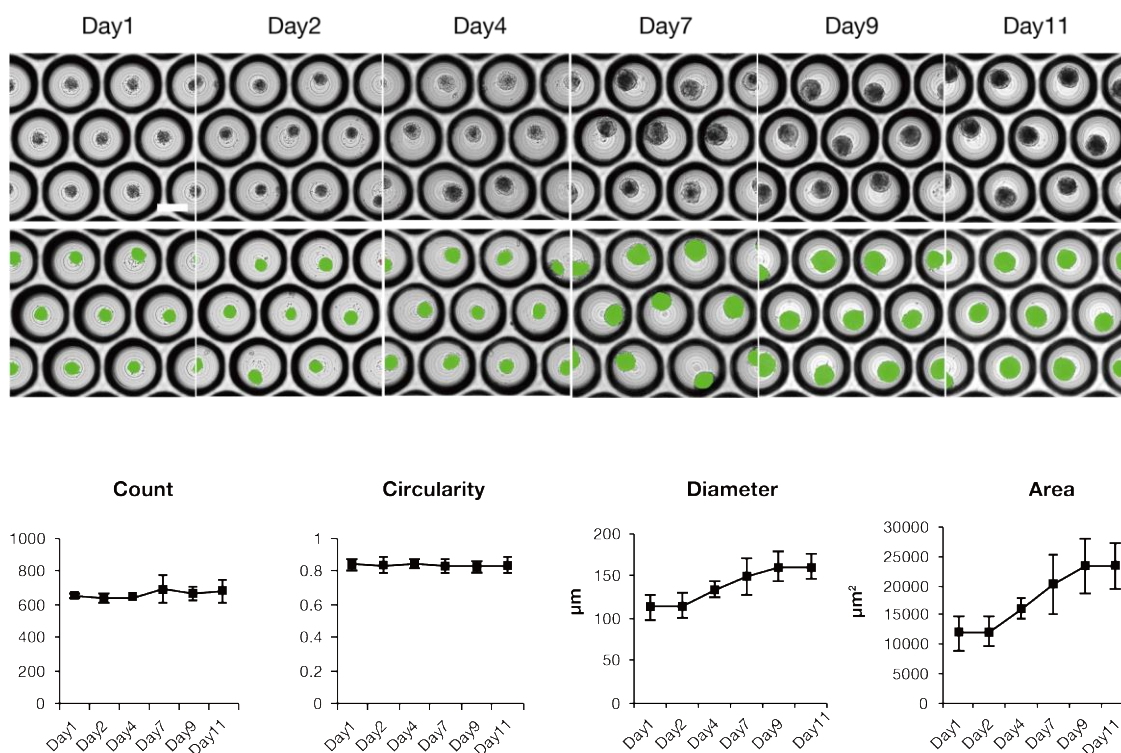 Day1 Day2 Day4 Day7 Day9 Day11
Count
1000
800
600
400
200
0
Day1 Day2 Day4 Day7 Day9 Day11
Circularity
1
0.8
0.6
0.4
0.2
0
Day1 Day2 Day4 Day7 Day9 Day11
Diameter
µm
200
150
100
50
0
Day1 Day2 Day4 Day7 Day9 Day11
Area
µm²
30000
25000
20000
15000
10000
5000
0
Day1 Day2 Day4 Day7 Day9 Day11